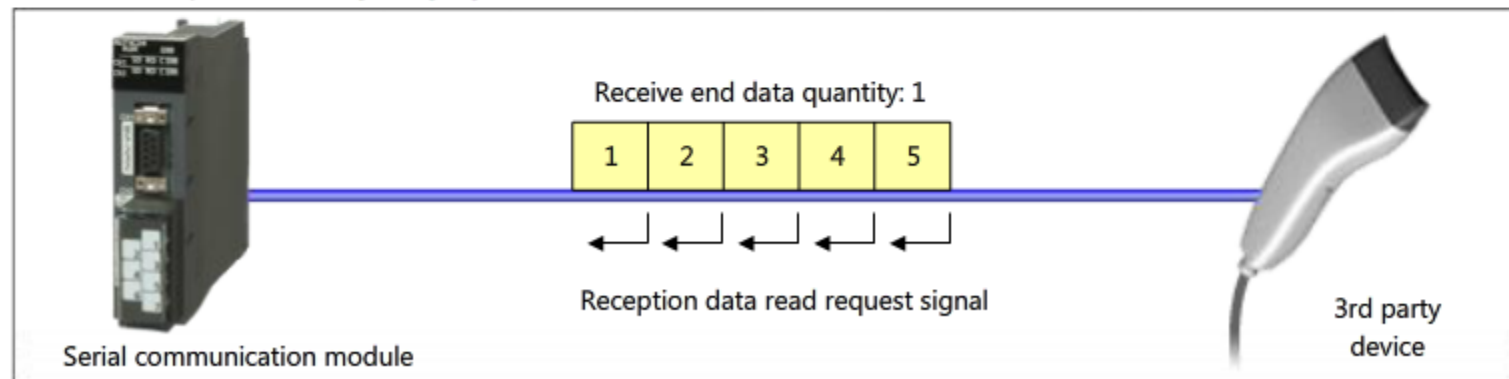 Receive end data quantity: 1
1 2 3 4 5
Reception data read request signal
3rd party
device
Serial communication module